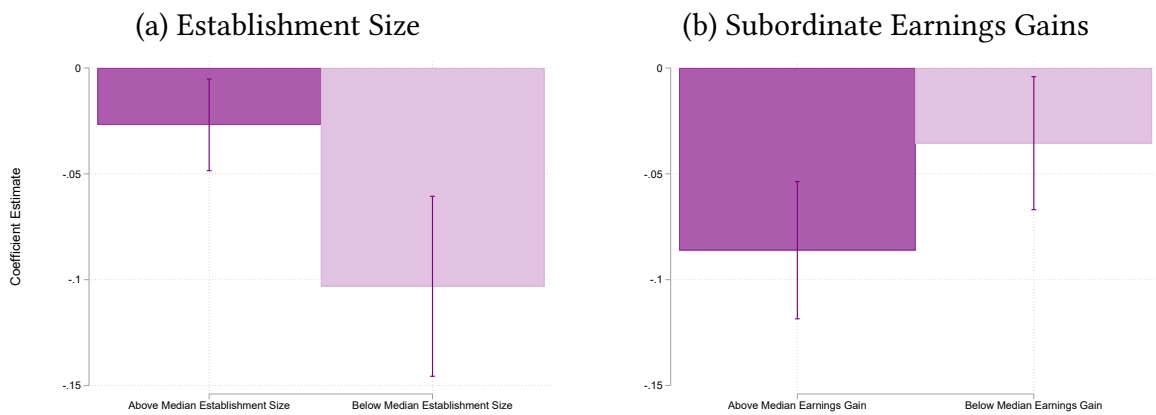 (a) Establishment Size
(b) Subordinate Earnings Gains
Coefficient Estimate
0
-.05
-.1
-.15
Above Median Establishment Size
Below Median Establishment Size
0
-.05
-.1
-.15
Above Median Earnings Gain
Below Median Earnings Gain